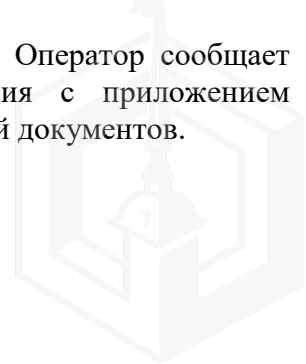 Оператор сообщает
ия с приложением
й документов.